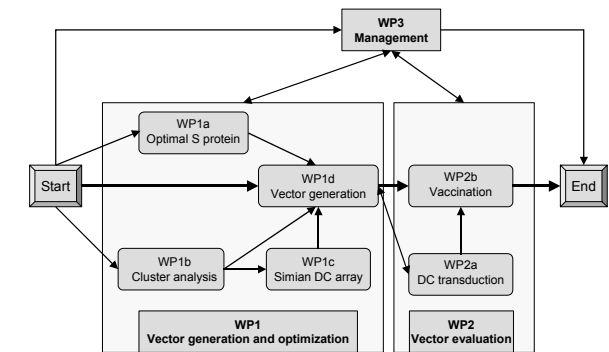 WP3
Management
WP1a
Optimal S protein
Start
WP1d
Vector generation
WP2b
Vaccination
End
WP1b
Cluster analysis
WP1c
Simian DC array
WP2a
DC transduction
WP1
Vector generation and optimization
WP2
Vector evaluation